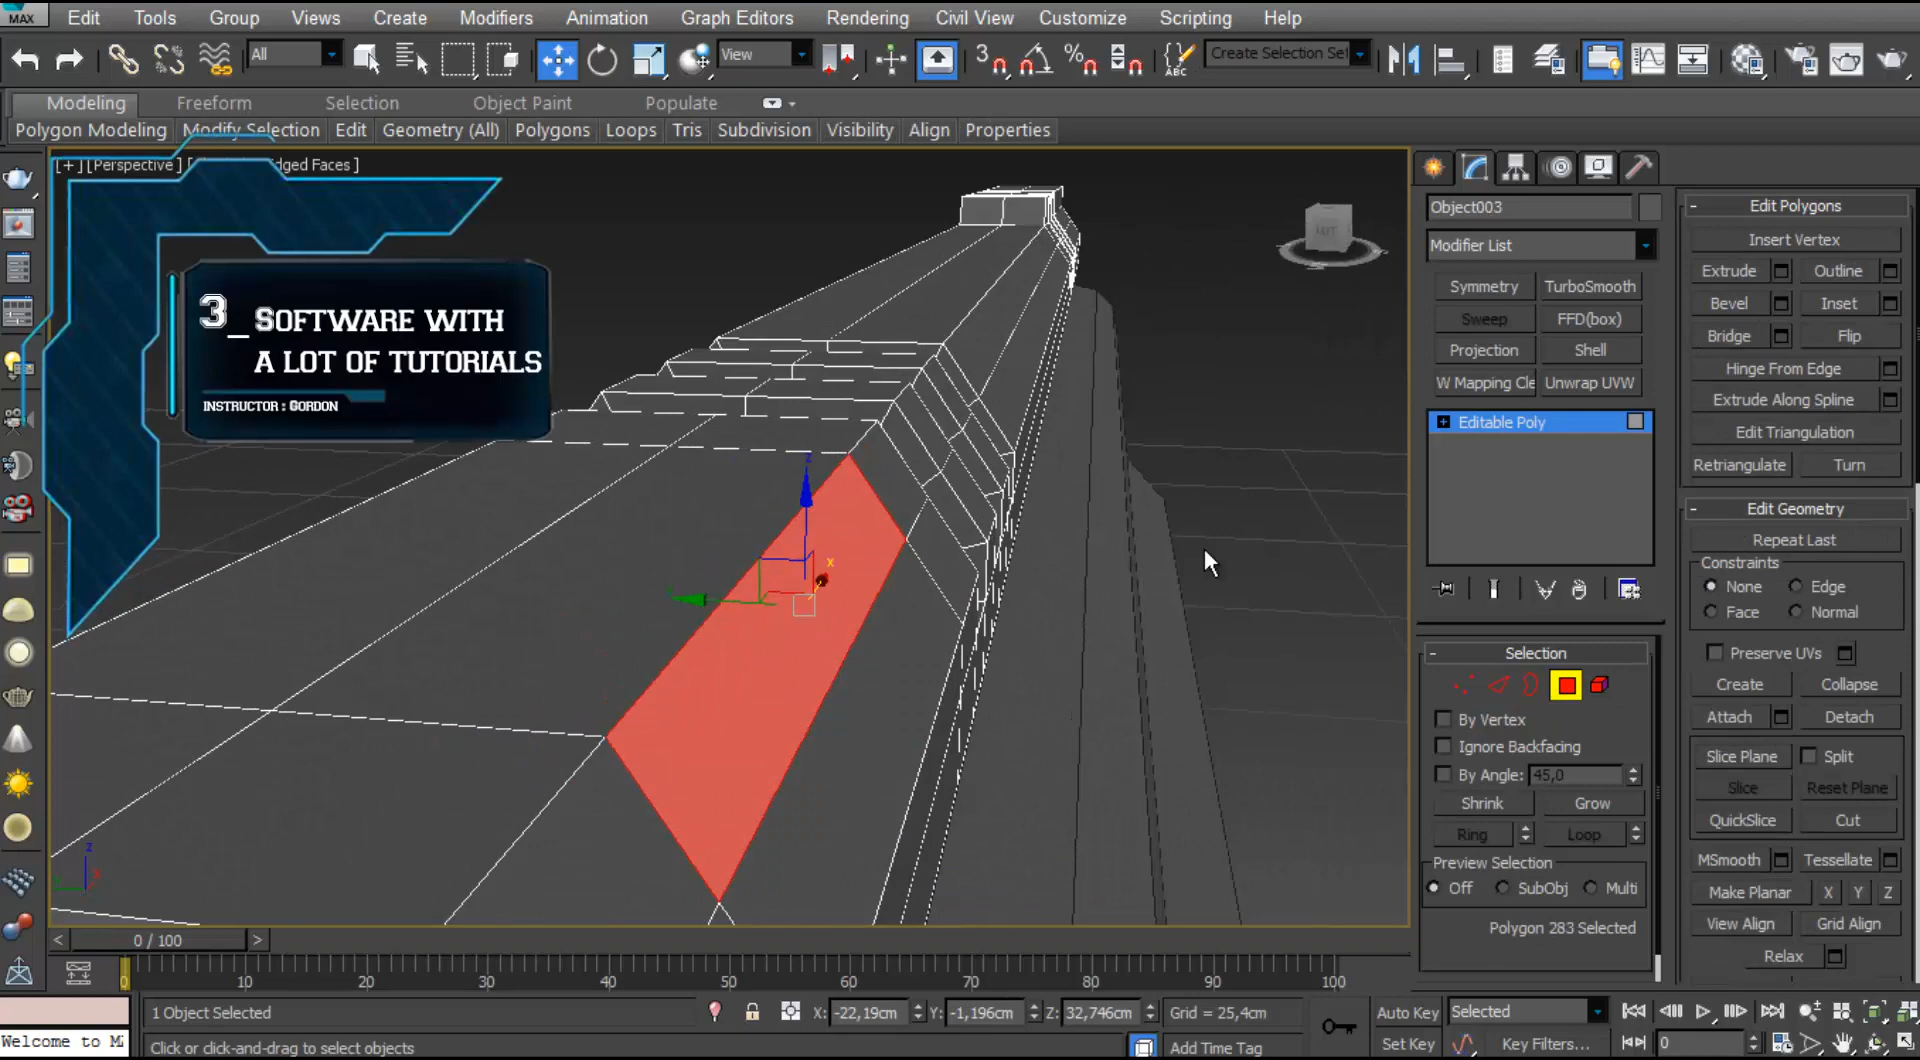 MAX Edit Tools Group Views Create Modifiers Animation Graph Editors Rendering Civil View Customize Scripting Help
All View Create Selection Set
Modeling Freeform Selection Object Paint Populate
Polygon Modeling Modify Selection Edit Geometry (All) Polygons Loops Tris Subdivision Visibility Align Properties
[ + ] [Perspective ] [ dged Faces ]
3_ SOFTWARE WITH
A LOT OF TUTORIALS
INSTRUCTOR : GORDON
z
x
z
Object003
Modifier List
Symmetry TurboSmooth
Sweep FFD(box)
Projection Shell
W Mapping Cle Unwrap UVW
+ Editable Poly
- Selection
By Vertex
Ignore Backfacing
By Angle: 45,0
Shrink Grow
Ring Loop
Preview Selection
Off SubObj Multi
Polygon 283 Selected
- Edit Polygons
Insert Vertex
Extrude Outline
Bevel Inset
Bridge Flip
Hinge From Edge
Extrude Along Spline
Edit Triangulation
Retriangulate Turn
- Edit Geometry
Repeat Last
Constraints
None Edge
Face Normal
Preserve UVs
Create Collapse
Attach Detach
Slice Plane Split
Slice Reset Plane
QuickSlice Cut
MSmooth Tessellate
Make Planar X Y Z
View Align Grid Align
Relax
< 0 / 100 >
0 10 20 30 40 50 60 70 80 90 100
1 Object Selected X: -22,19cm Y: -1,196cm Z: 32,746cm Grid = 25,4cm Auto Key Selected
Welcome to M Click or click-and-drag to select objects Add Time Tag Set Key Key Filters... 0